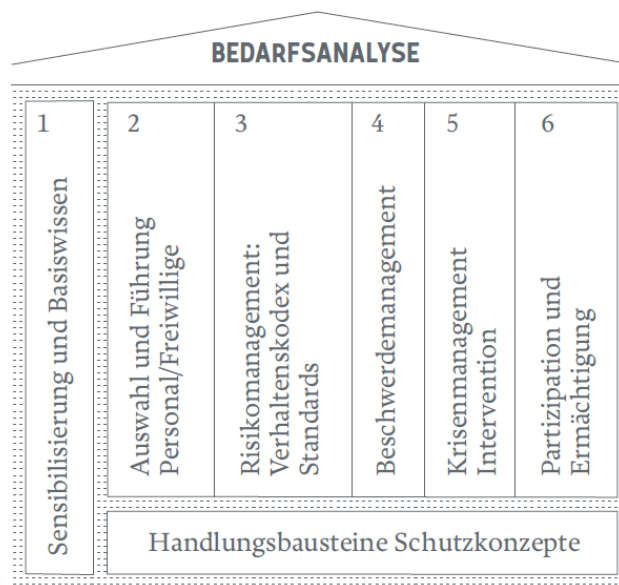 BEDARFSANALYSE
1
Sensibilisierung und Basiswissen
2
Auswahl und Führung
Personal/Freiwillige
3
Risikomanagement:
Verhaltenskodex und
Standards
4
Beschwerdemanagement
5
Krisenmanagement
Intervention
6
Partizipation und
Ermächtigung
Handlungsbausteine Schutzkonzepte